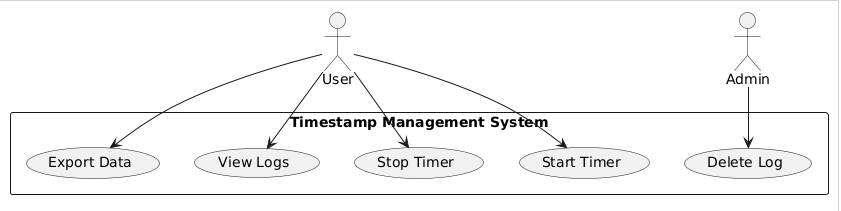 User
Admin
Timestamp Management System
Export Data
View Logs
Stop Timer
Start Timer
Delete Log